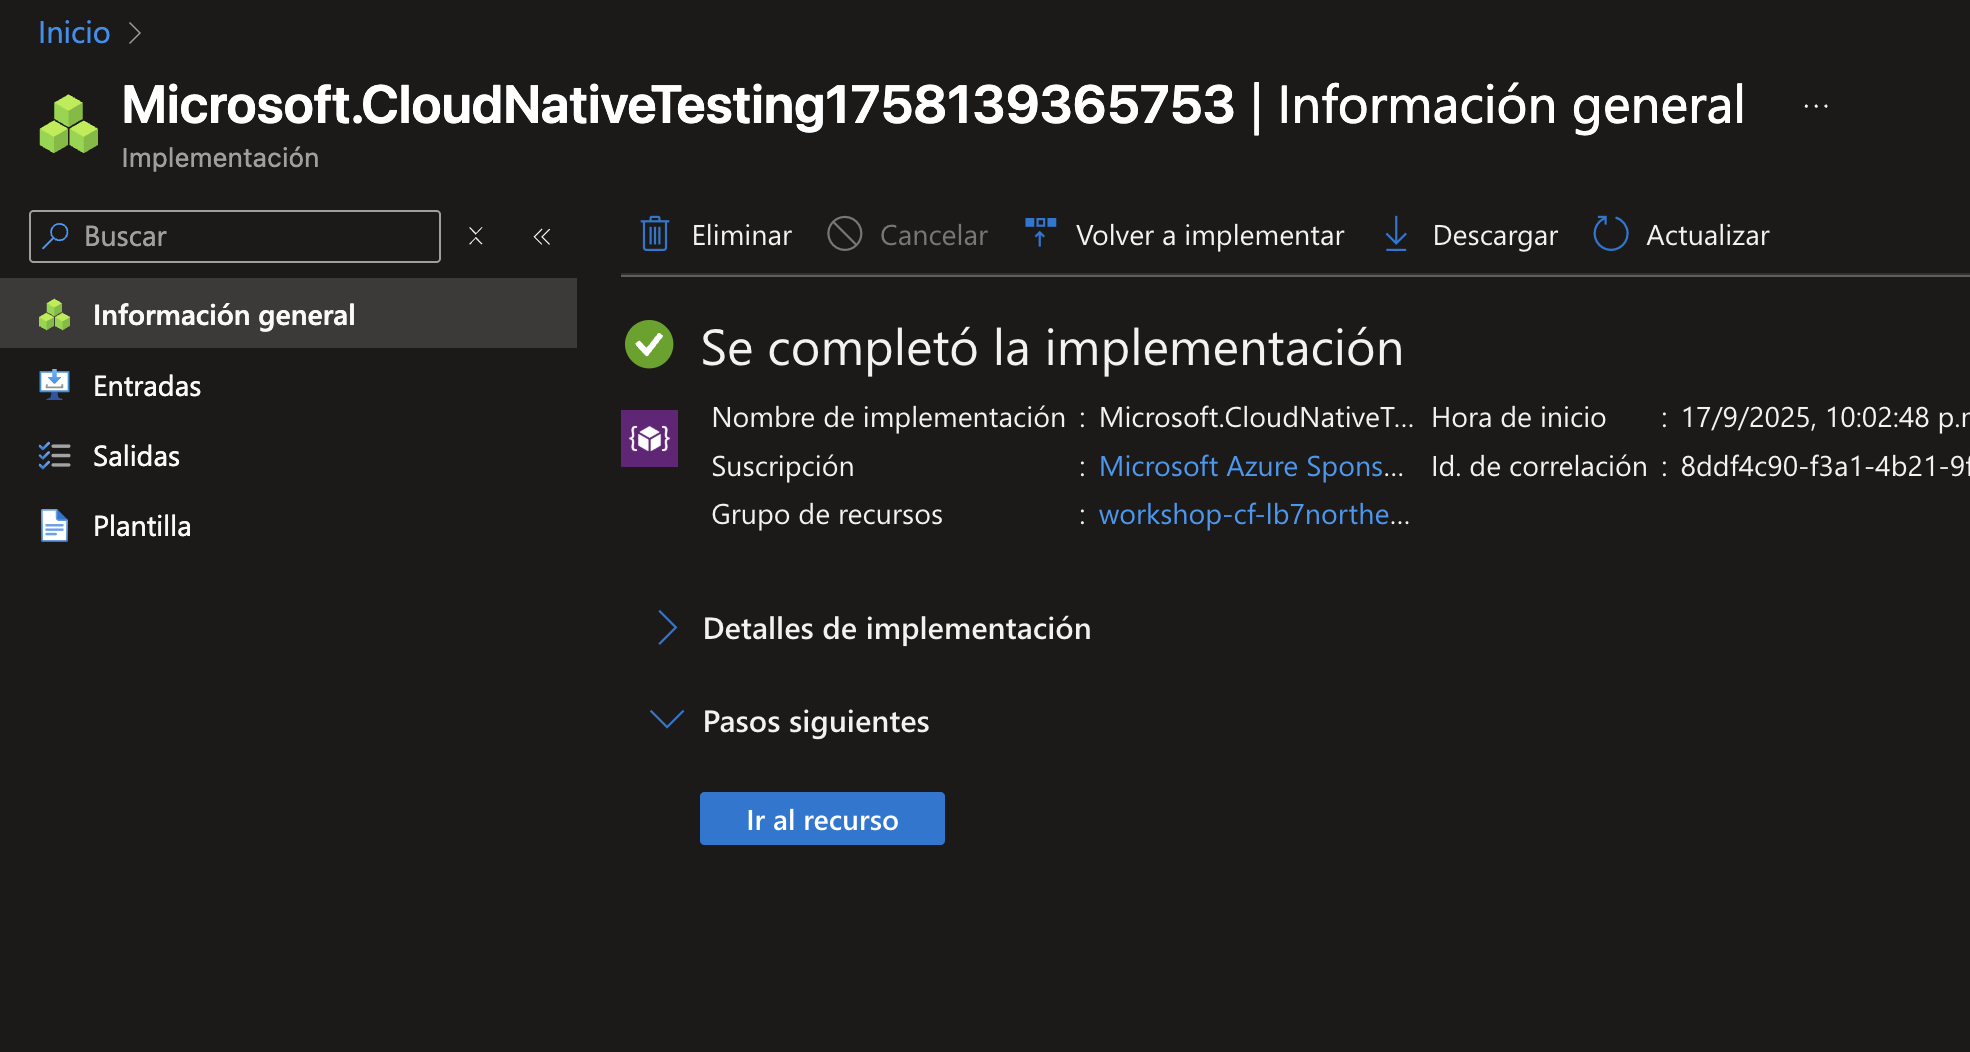 Inicio
Microsoft.CloudNativeTesting1758139365753 | Información general ...
Implementación
Buscar
Eliminar Cancelar Volver a implementar Descargar Actualizar
Información general
Entradas
Salidas
Plantilla
Se completó la implementación
Nombre de implementación : Microsoft.CloudNativeT... Hora de inicio : 17/9/2025, 10:02:48 p.
Suscripción : Microsoft Azure Spons... Id. de correlación : 8ddf4c90-f3a1-4b21-9f
Grupo de recursos : workshop-cf-lb7northe...
Detalles de implementación
Pasos siguientes
Ir al recurso